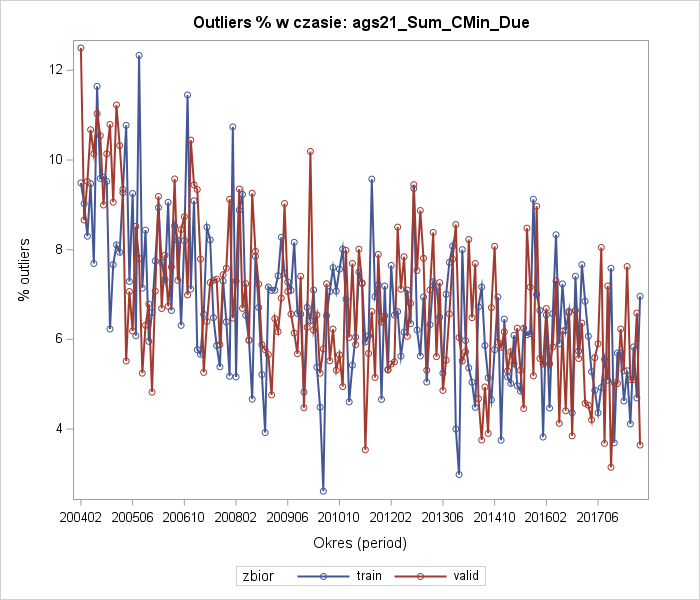 Outliers % w czasie: ags21_Sum_CMin_Due
% outliers
12
10
8
6
4
200402 200506 200610 200802 200906 201010 201202 201306 201410 201602 201706
Okres (period)
zbior train valid